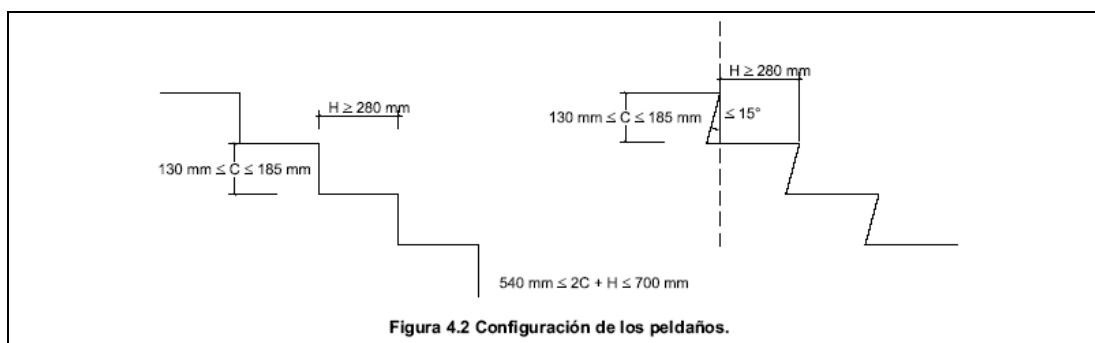 H ≥ 280 mm
130 mm ≤ C ≤ 185 mm
H ≥ 280 mm
130 mm ≤ C ≤ 185 mm
≤ 15°
540 mm ≤ 2C + H ≤ 700 mm
Figura 4.2 Configuración de los peldaños.